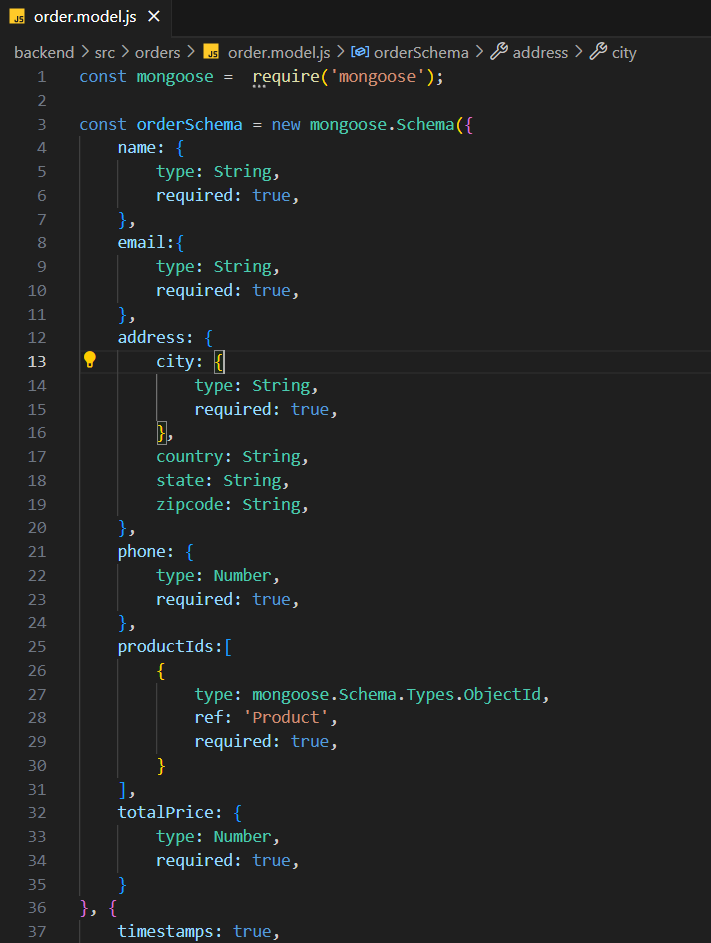 JS order.model.js ×
backend > src > orders > JS order.model.js > orderSchema > address > city
1 const mongoose =  require('mongoose');
2
3 const orderSchema = new mongoose.Schema({
4     name: {
5         type: String,
6         required: true,
7     },
8     email:{
9         type: String,
10         required: true,
11     },
12     address: {
13         city: {
14             type: String,
15             required: true,
16         },
17         country: String,
18         state: String,
19         zipcode: String,
20     },
21     phone: {
22         type: Number,
23         required: true,
24     },
25     productIds:[
26         {
27             type: mongoose.Schema.Types.ObjectId,
28             ref: 'Product',
29             required: true,
30         }
31     ],
32     totalPrice: {
33         type: Number,
34         required: true,
35     }
36 }, {
37     timestamps: true,